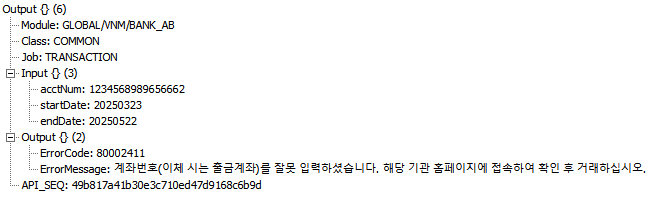 Output {} (6)
Module: GLOBAL/VNM/BANK_AB
Class: COMMON
Job: TRANSACTION
Input {} (3)
acctNum: 1234568989656662
startDate: 20250323
endDate: 20250522
Output {} (2)
ErrorCode: 80002411
ErrorMessage: 계좌번호(이체 시는 출금계좌)를 잘못 입력하셨습니다. 해당 기관 홈페이지에 접속하여 확인 후 거래하십시오.
API_SEQ: 49b817a41b30e3c710ed47d9168c6b9d